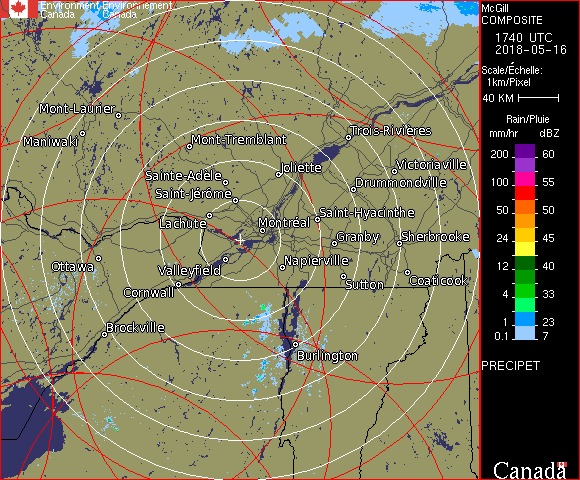 Environment Environnement
Canada Canada
McGill
COMPOSITE
1740 UTC
2018-05-16
Scale/Échelle:
1km/Pixel
40 KM
Rain/Pluie
mm/hr dBZ
200 60
150 57
100 55
50 50
24 45
12 40
4 33
1 28
0.1 7
PRECIPET
Canada
Mont-Laurier
Maniwaki
Mont-Tremblant
Trois-Rivières
Joliette
Victoriaville
Sainte-Adèle
Drummondville
Saint-Jérôme
Saint-Hyacinthe
Lachute
Montréal
Granby
Sherbrooke
Ottawa
Valleyfield
Napierville
Cornwall
Sutton
Coaticook
Brockville
Burlington